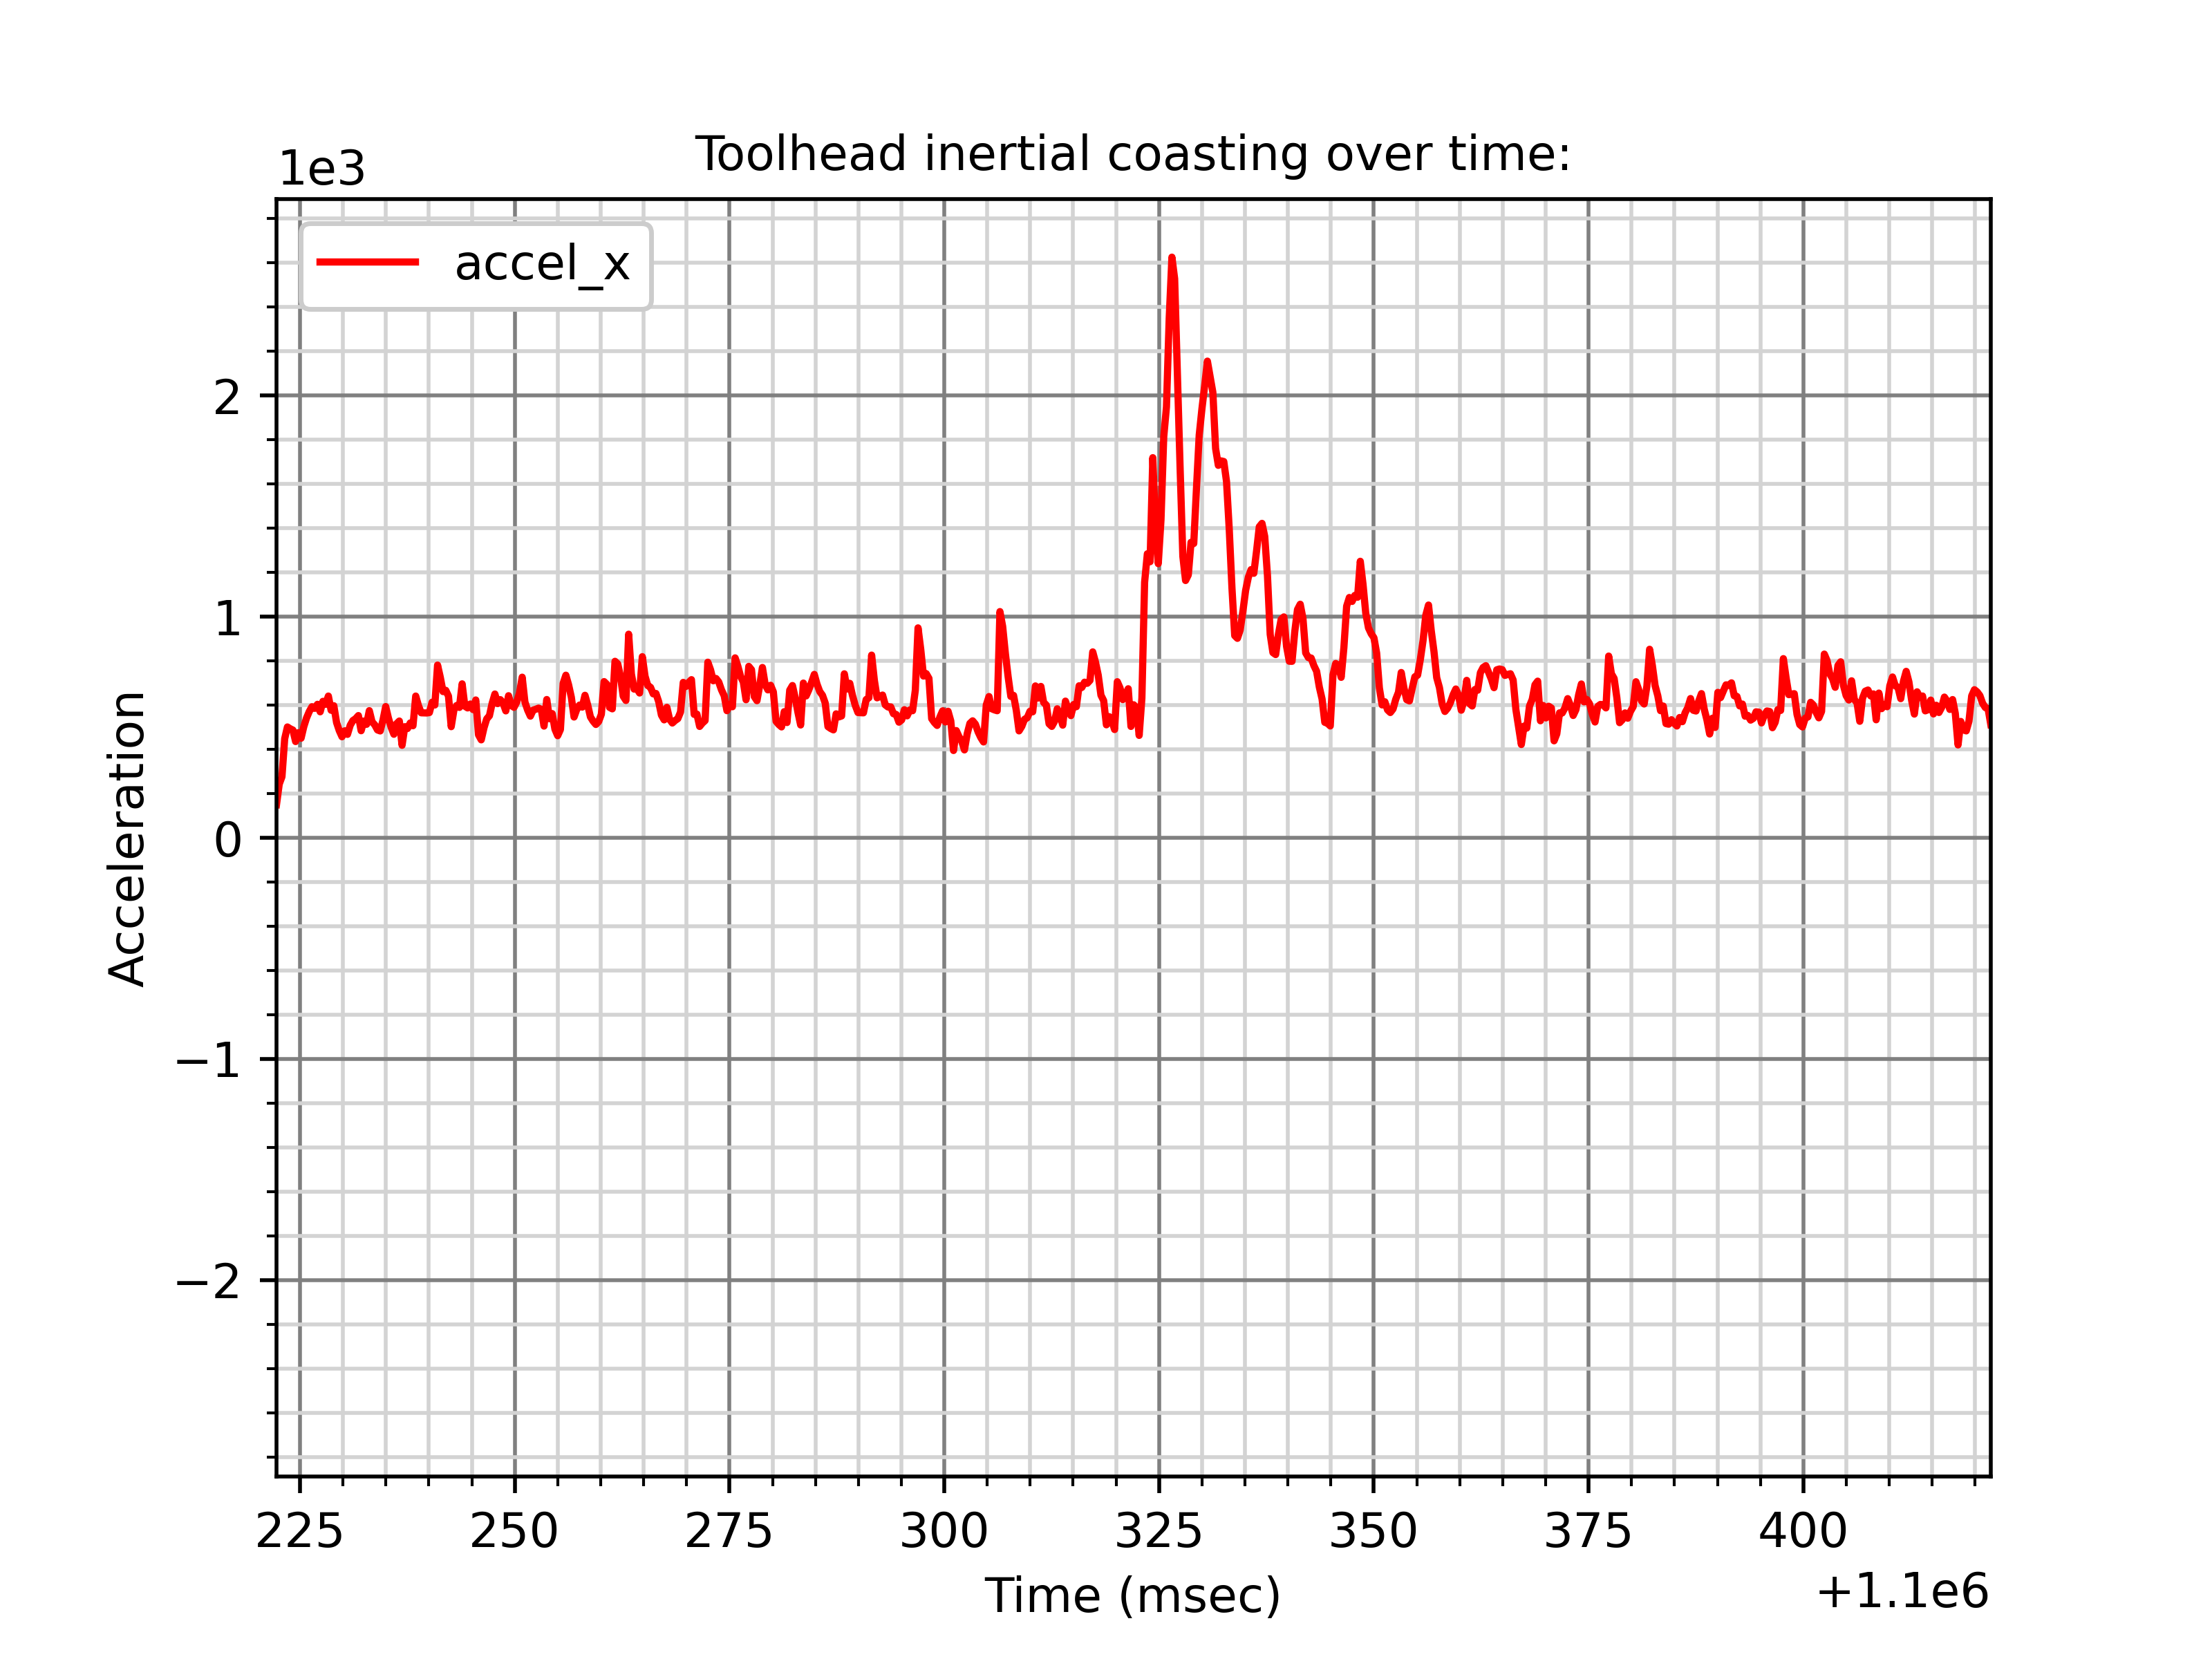 Toolhead inertial coasting over time:
1e3
accel_x
2
1
0
−1
−2
Acceleration
225 250 275 300 325 350 375 400
Time (msec)
+1.1e6